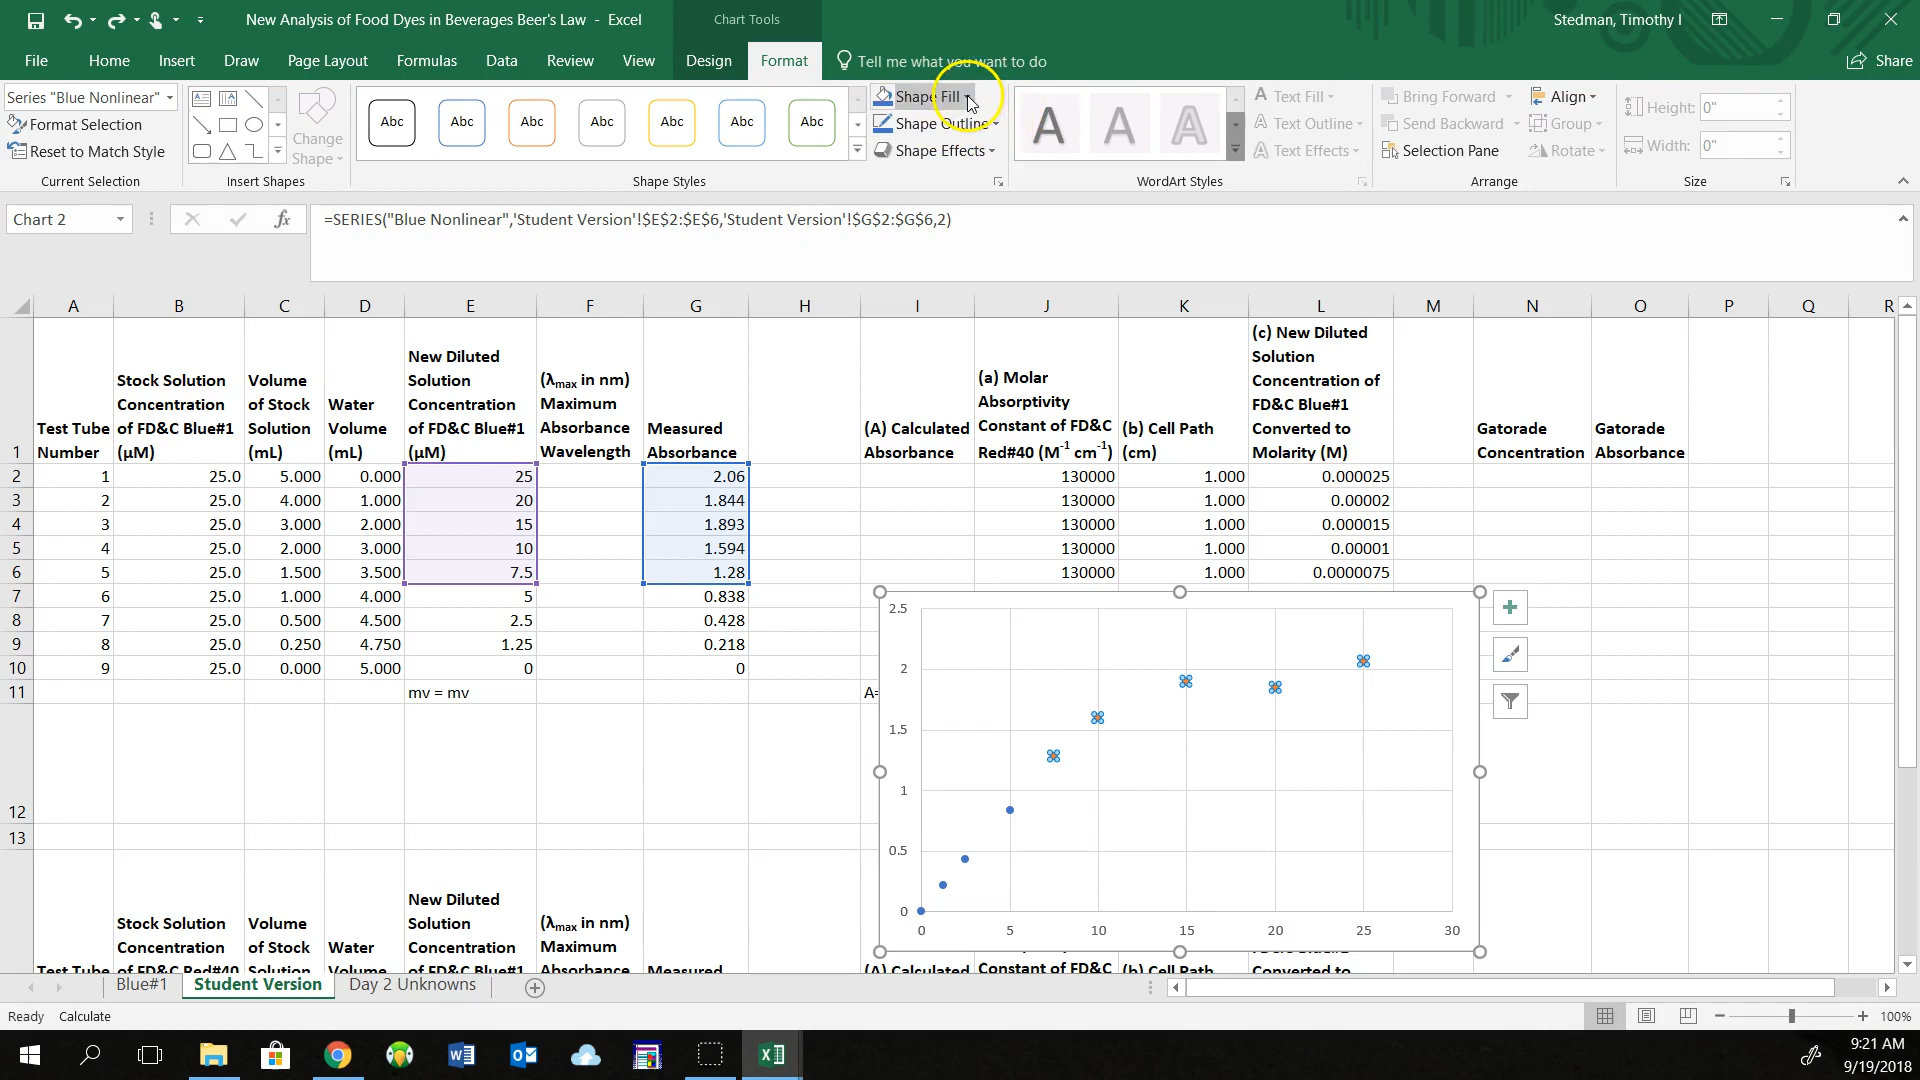 New Analysis of Food Dyes in Beverages Beer's Law - Excel
Chart Tools
Stedman, Timothy I
File Home Insert Draw Page Layout Formulas Data Review View Design Format Tell me what you want to do Share
Series "Blue Nonlinear"
Format Selection
Reset to Match Style
Current Selection
Change
Shape
Insert Shapes
Abc Abc Abc Abc Abc Abc Abc
Shape Fill
Shape Outline
Shape Effects
Shape Styles
A A A
Text Fill
Text Outline
Text Effects
WordArt Styles
Bring Forward
Send Backward
Selection Pane
Align
Group
Rotate
Arrange
Height: 0"
Width: 0"
Size
Chart 2
fx
=SERIES("Blue Nonlinear",'Student Version'!$E$2:$E$6,'Student Version'!$G$2:$G$6,2)
A B C D E F G H I J K L M N O P Q R
1
Test Tube
Number
Stock Solution
Concentration
of FD&C Blue#1
(µM)
Volume
of Stock
Solution
(mL)
Water
Volume
(mL)
New Diluted
Solution
Concentration
of FD&C Blue#1
(µM)
(λmax in nm)
Maximum
Absorbance
Wavelength
Measured
Absorbance
(A) Calculated
Absorbance
(a) Molar
Absorptivity
Constant of FD&C
Red#40 (M-1 cm-1)
(b) Cell Path
(cm)
(c) New Diluted
Solution
Concentration of
FD&C Blue#1
Converted to
Molarity (M)
Gatorade
Concentration
Gatorade
Absorbance
2 1 25.0 5.000 0.000 25 2.06 130000 1.000 0.000025
3 2 25.0 4.000 1.000 20 1.844 130000 1.000 0.00002
4 3 25.0 3.000 2.000 15 1.893 130000 1.000 0.000015
5 4 25.0 2.000 3.000 10 1.594 130000 1.000 0.00001
6 5 25.0 1.500 3.500 7.5 1.28 130000 1.000 0.0000075
7 6 25.0 1.000 4.000 5 0.838
8 7 25.0 0.500 4.500 2.5 0.428
9 8 25.0 0.250 4.750 1.25 0.218
10 9 25.0 0.000 5.000 0 0
11 mv = mv A=
12
13
2.5
2
1.5
1
0.5
0
0 5 10 15 20 25 30
Test Tube
Stock Solution
Concentration
of FD&C Red#40
Volume
of Stock
Solution
Water
Volume
New Diluted
Solution
Concentration
of FD&C Blue#1
(λmax in nm)
Maximum
Absorbance
Measured
(A) Calculated
Constant of FD&C
(b) Cell Path
Converted to
Blue#1 Student Version Day 2 Unknowns
Ready Calculate
100%
9:21 AM
9/19/2018